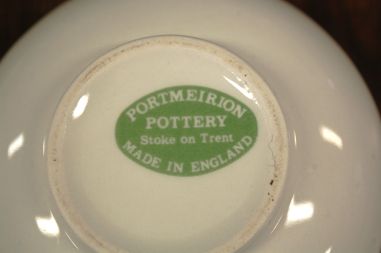 PORTMEIRION
POTTERY
Stoke on Trent
MADE IN ENGLAND